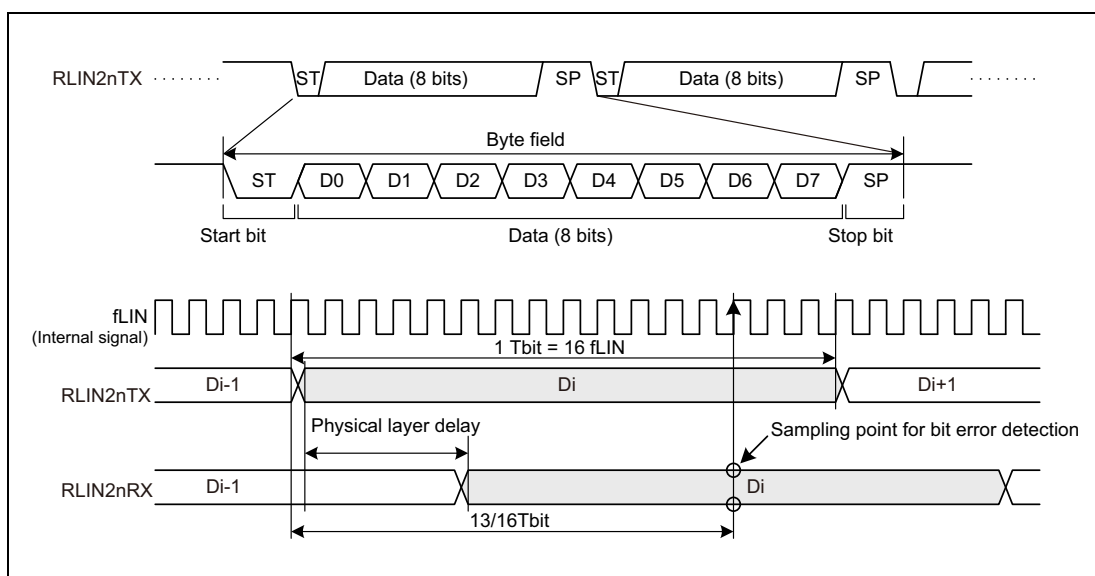 RLIN2nTX ST Data (8 bits) SP ST Data (8 bits) SP
Byte field
ST D0 D1 D2 D3 D4 D5 D6 D7 SP
Start bit Data (8 bits) Stop bit
fLIN
(Internal signal)
1 Tbit = 16 fLIN
RLIN2nTX Di-1 Di Di+1
Physical layer delay
Sampling point for bit error detection
RLIN2nRX Di-1 Di
13/16Tbit